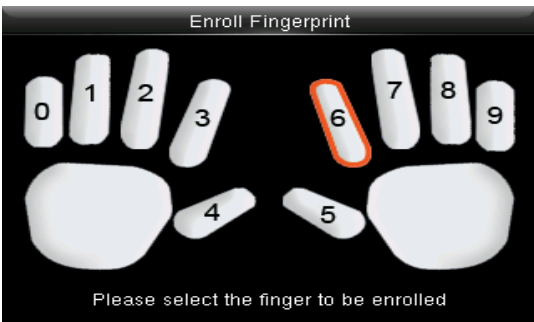 Enroll Fingerprint
0 1 2 3 6 7 8 9
4 5
Please select the finger to be enrolled